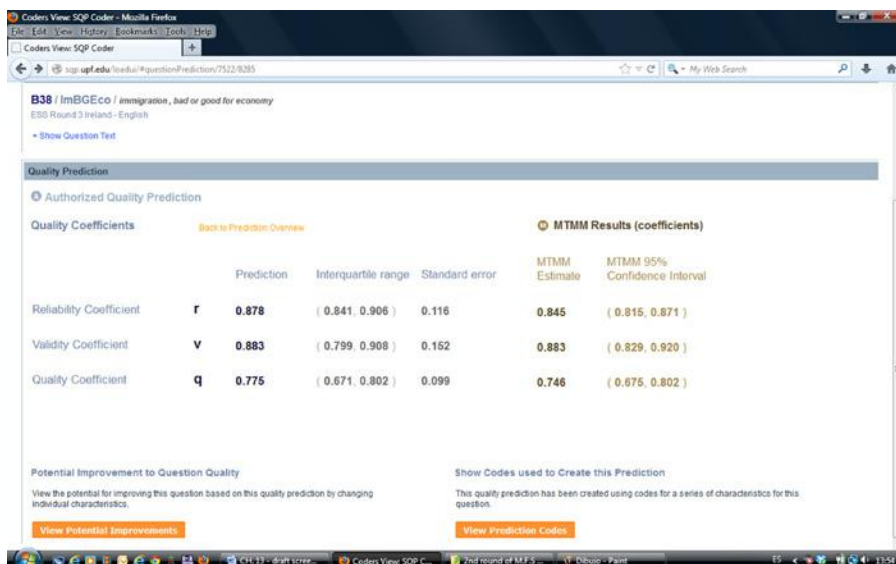 Coders View: SQP Coder - Mozilla Firefox
File Edit View History Bookmarks Tools Help
Coders View: SQP Coder
sqp.upf.edu/loedui/#questionPrediction/7522/8285
My Web Search
B38 / ImBGEco / immigration, bad or good for economy
ESS Round 3 Ireland - English
+ Show Question Text
Quality Prediction
Authorized Quality Prediction
Quality Coefficients Back to Prediction Overview MTMM Results (coefficients)
Prediction Interquartile range Standard error MTMM Estimate MTMM 95% Confidence Interval
Reliability Coefficient r 0.878 ( 0.841, 0.906 ) 0.116 0.845 ( 0.815, 0.871 )
Validity Coefficient v 0.883 ( 0.799, 0.908 ) 0.152 0.883 ( 0.829, 0.920 )
Quality Coefficient q 0.775 ( 0.671, 0.802 ) 0.099 0.746 ( 0.675, 0.802 )
Potential Improvement to Question Quality
View the potential for improving this question based on this quality prediction by changing
individual characteristics.
View Potential Improvements
Show Codes used to Create this Prediction
This quality prediction has been created using codes for a series of characteristics for this
question.
View Prediction Codes
CH.13 - draft scree... Coders View: SQP C... 2nd round of M.F.S ... Dibujo - Paint ES 13:54